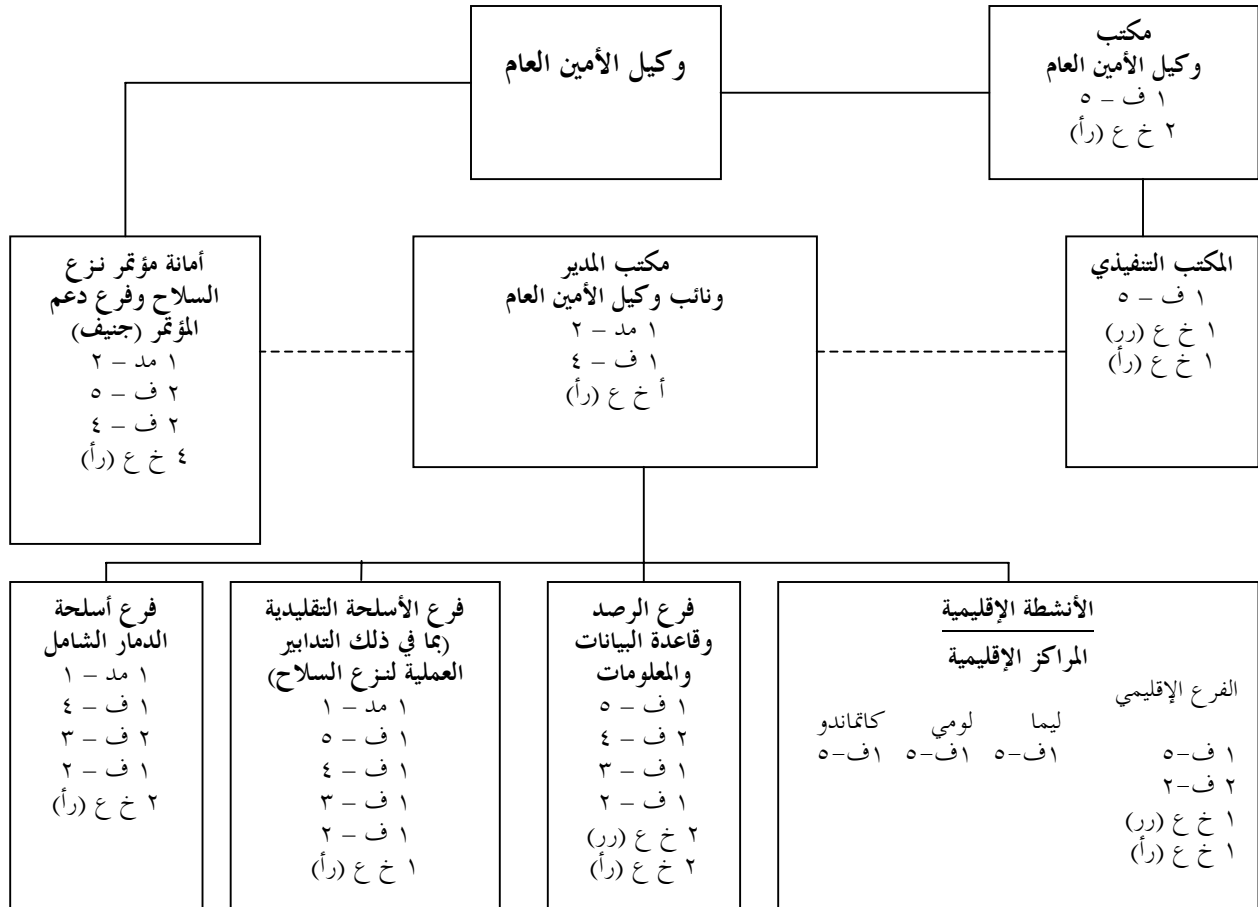 مكتب
وكيل الأمين العام
١ ف – ٥
٢ خ ع (رأ)
وكيل الأمين العام
المكتب التنفيذي
١ ف – ٥
١ خ ع (رر)
١ خ ع (رأ)
مكتب المدير
ونائب وكيل الأمين العام
١ مد – ٢
١ ف – ٤
أ خ ع (رأ)
أمانة مؤتمر نـزع
السلاح وفرع دعم
المؤتمر (جنيف)
١ مد – ٢
٢ ف – ٥
٢ ف – ٤
٤ خ ع (رأ)
الأنشطة الإقليمية
المراكز الإقليمية
الفرع الإقليمي
ليما لومي كاتماندو
١ ف-٥ ١ف-٥ ١ف-٥ ١ف-٥
٢ ف-٢
١ خ ع (رر)
١ خ ع (رأ)
فرع الرصد
وقاعدة البيانات
والمعلومات
١ ف – ٥
٢ ف – ٤
١ ف – ٣
١ ف – ٢
٢ خ ع (رر)
٢ خ ع (رأ)
فرع الأسلحة التقليدية
(بما في ذلك التدابير
العملية لنـزع السلاح)
١ مد – ١
١ ف – ٥
١ ف – ٤
١ ف – ٣
١ ف – ٢
١ خ ع (رأ)
فرع أسلحة
الدمار الشامل
١ مد – ١
١ ف – ٤
٢ ف – ٣
١ ف – ٢
٢ خ ع (رأ)